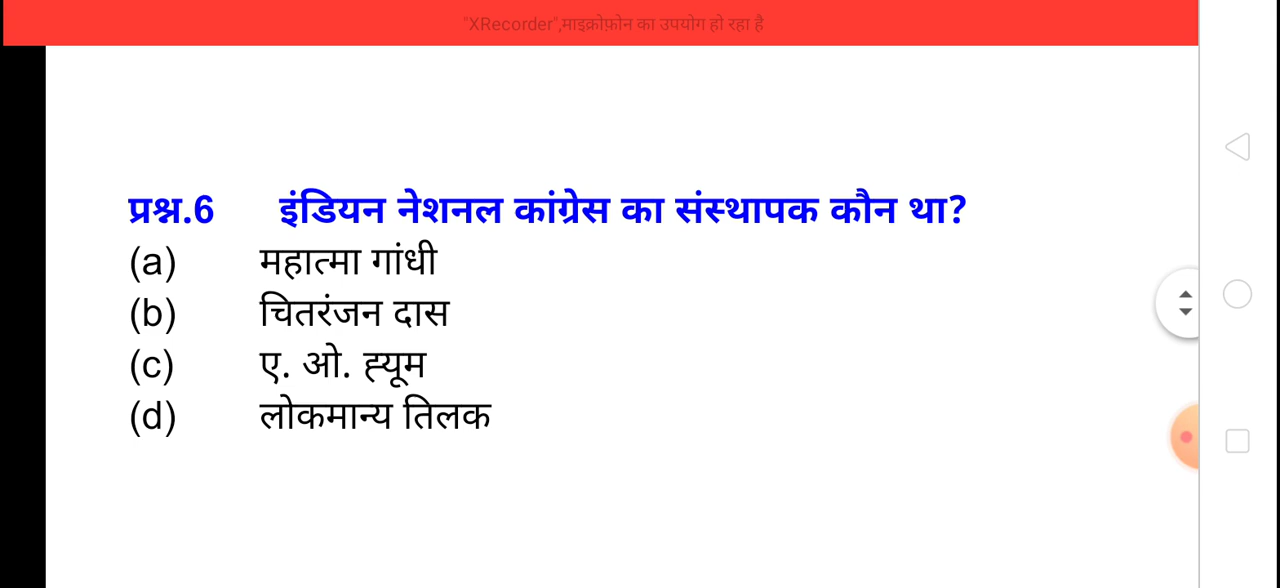 "XRecorder",माइक्रोफ़ोन का उपयोग हो रहा है
प्रश्न.6 इंडियन नेशनल कांग्रेस का संस्थापक कौन था?
(a) महात्मा गांधी
(b) चितरंजन दास
(c) ए. ओ. ह्यूम
(d) लोकमान्य तिलक